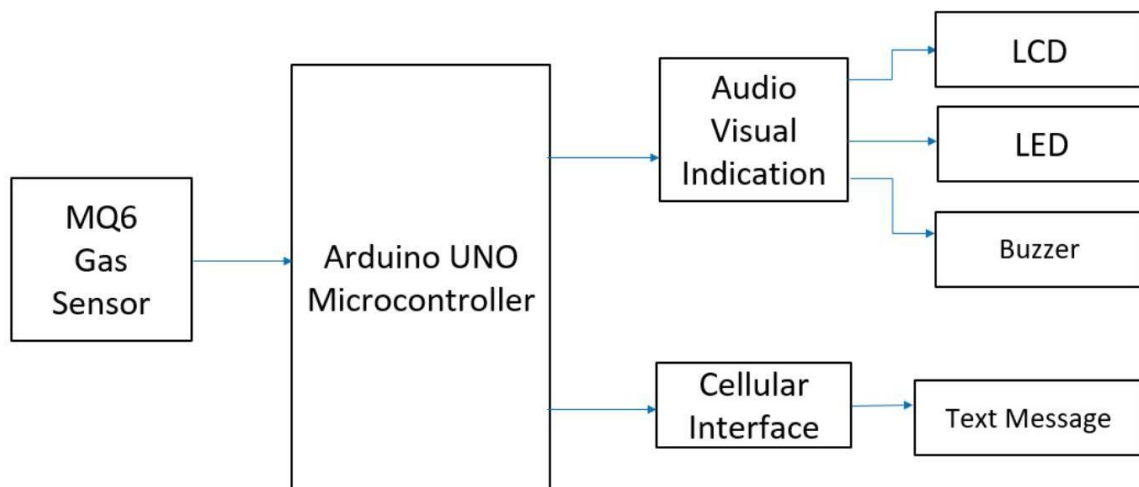 MQ6
Gas
Sensor
Arduino UNO
Microcontroller
Audio
Visual
Indication
LCD
LED
Buzzer
Cellular
Interface
Text Message